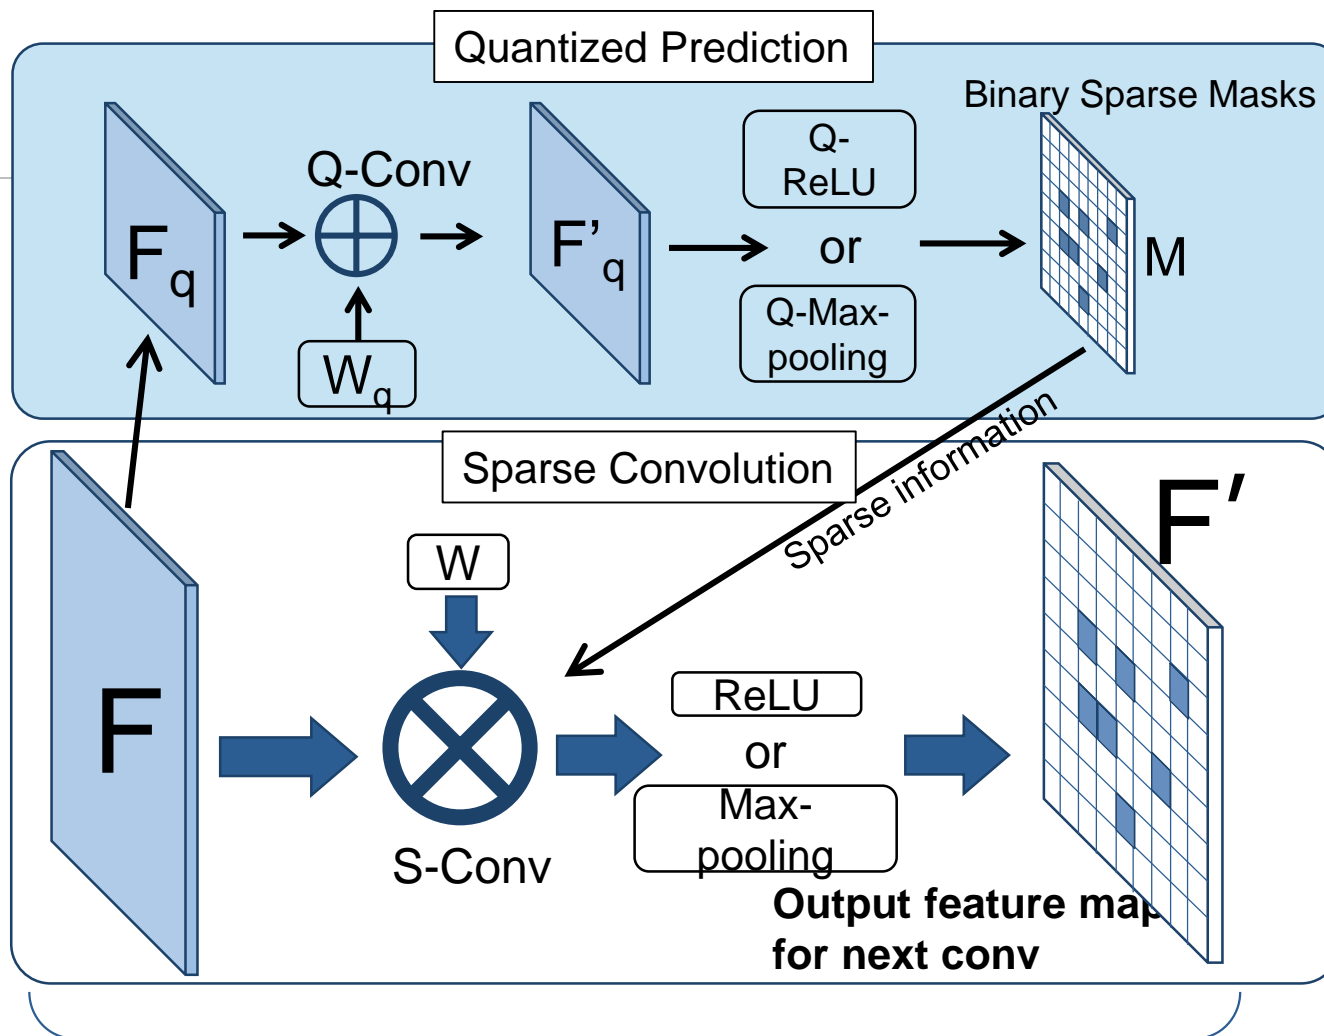 Quantized Prediction
Binary Sparse Masks
Q-Conv
Q-
ReLU
or
Q-Max-
pooling
F q
F’ q
M
W q
Sparse information
Sparse Convolution
F′
W
F
ReLU
or
Max-
pooling
S-Conv
Output feature map
for next conv